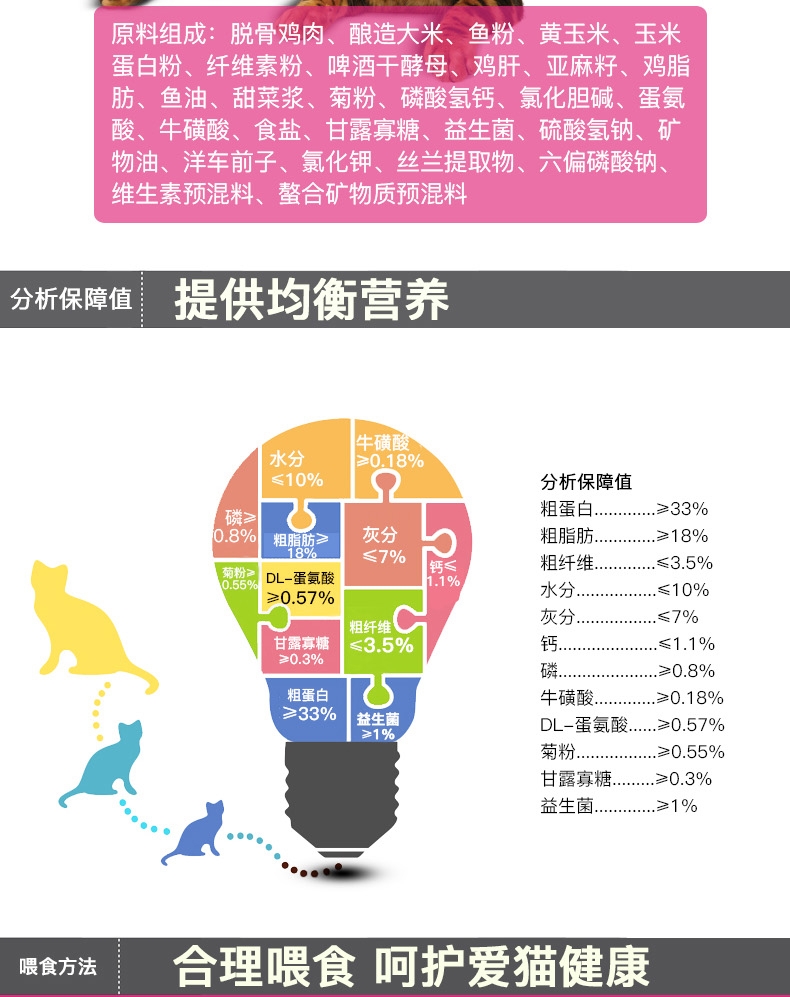 原料组成：脱骨鸡肉、酿造大米、鱼粉、黄玉米、玉米
蛋白粉、纤维素粉、啤酒干酵母、鸡肝、亚麻籽、鸡脂
肪、鱼油、甜菜浆、菊粉、磷酸氢钙、氯化胆碱、蛋氨
酸、牛磺酸、食盐、甘露寡糖、益生菌、硫酸氢钠、矿
物油、洋车前子、氯化钾、丝兰提取物、六偏磷酸钠、
维生素预混料、螯合矿物质预混料
分析保障值
提供均衡营养
水分
≤10%
牛磺酸
≥0.18%
磷≥
0.8%
粗脂肪≥
18%
灰分
≤7%
钙≤
1.1%
菊粉≥
0.55%
DL-蛋氨酸
≥0.57%
甘露寡糖
≥0.3%
粗纤维
≤3.5%
粗蛋白
≥33%
益生菌
≥1%
分析保障值
粗蛋白.............≥33%
粗脂肪.............≥18%
粗纤维.............≤3.5%
水分.................≤10%
灰分.................≤7%
钙.....................≤1.1%
磷.....................≥0.8%
牛磺酸.............≥0.18%
DL-蛋氨酸......≥0.57%
菊粉.................≥0.55%
甘露寡糖.........≥0.3%
益生菌.............≥1%
喂食方法
合理喂食 呵护爱猫健康